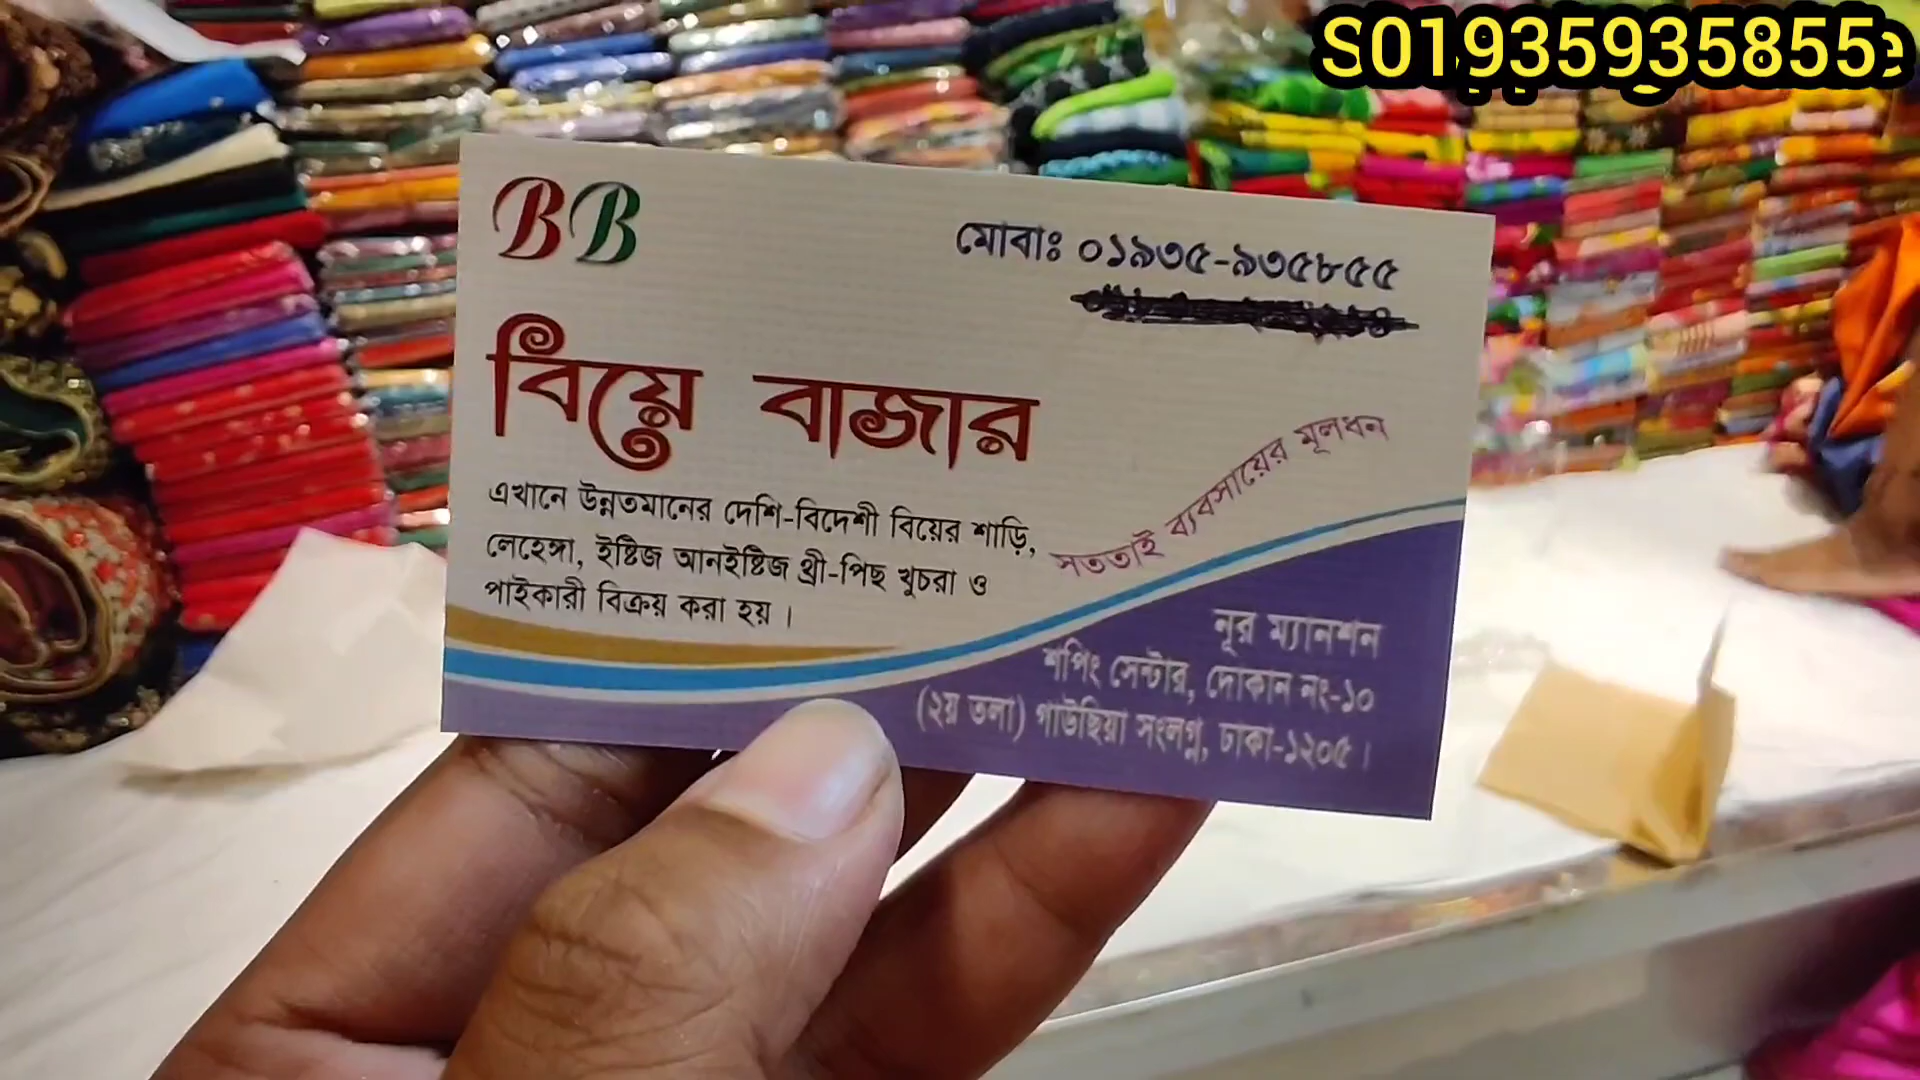 S01935935855e
BB
মোবাঃ ০১৯৩৫-৯৩৫৮৫৫
বিয়ে বাজার
এখানে উন্নতমানের দেশি-বিদেশী বিয়ের শাড়ি,
লেহেঙ্গা, ইষ্টিজ আনইষ্টিজ থ্রী-পিছ খুচরা ও
পাইকারী বিক্রয় করা হয়।
সততাই ব্যবসায়ের মূলধন
নূর ম্যানশন
শপিং সেন্টার, দোকান নং-১০
(২য় তলা) গাউছিয়া সংলগ্ন, ঢাকা-১২০৫।